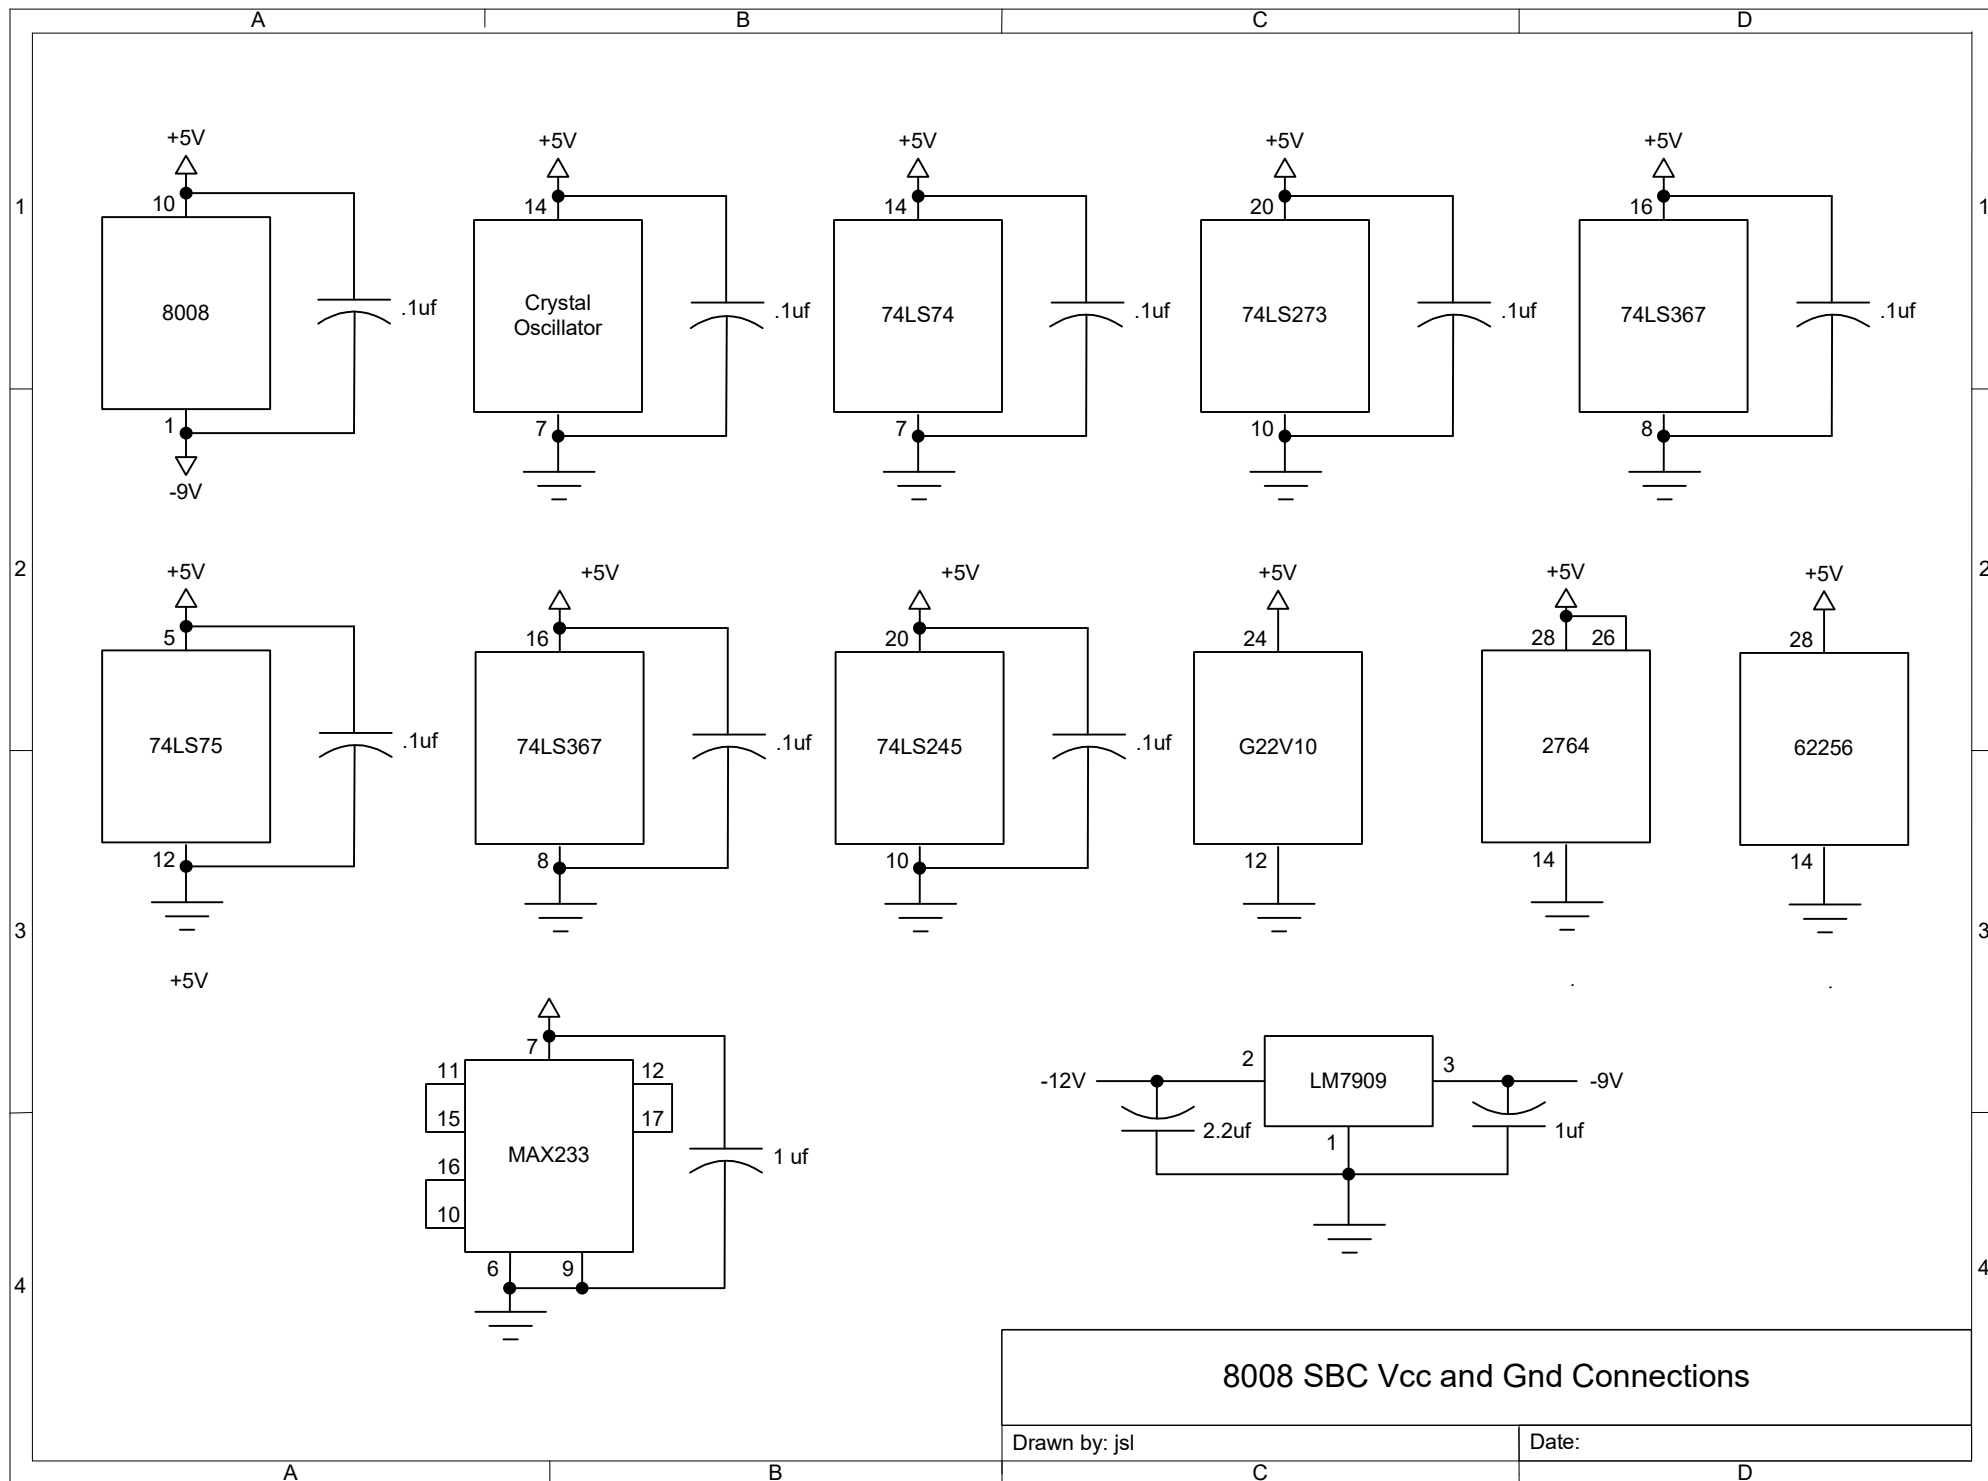 A
B
C
D
+5V
+5V
+5V
+5V
+5V
1
10
14
14
20
16
1
8008
.1uf
Crystal
Oscillator
.1uf
74LS74
.1uf
74LS273
.1uf
74LS367
.1uf
1
7
7
10
8
-9V
2
+5V
+5V
+5V
+5V
+5V
+5V
2
5
16
20
24
28
26
28
74LS75
.1uf
74LS367
.1uf
74LS245
.1uf
G22V10
2764
62256
12
8
10
12
14
14
3
3
+5V
.
.
7
11
12
15
17
MAX233
1 uf
16
10
6
9
-12V
2
LM7909
3
-9V
2.2uf
1
1uf
4
4
8008 SBC Vcc and Gnd Connections
Drawn by: jsl
Date:
A
B
C
D